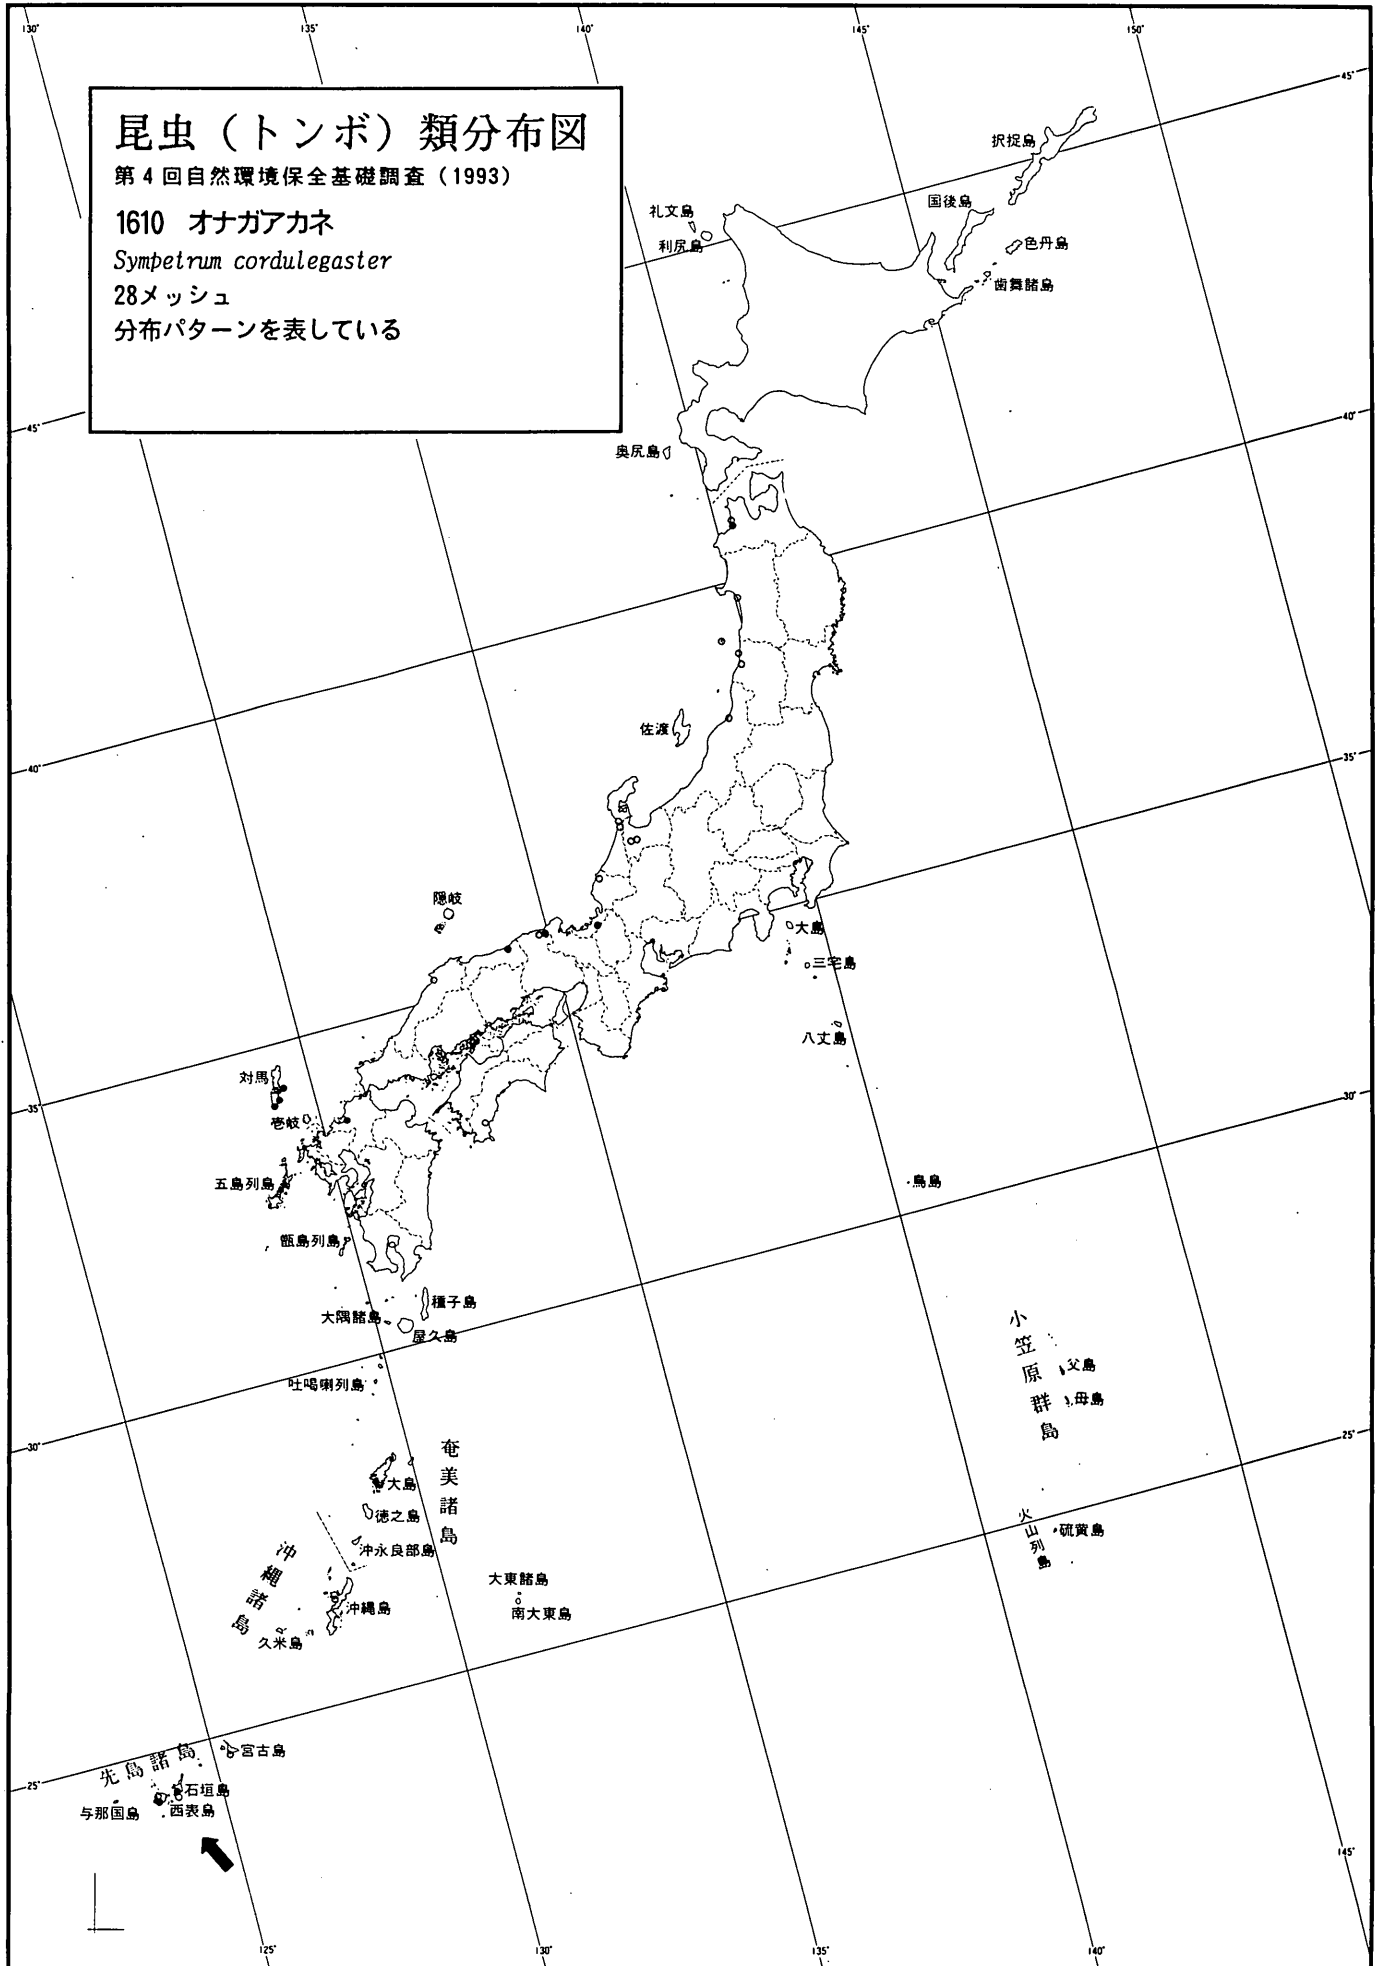 130°
135°
140°
145°
150°
昆虫（トンボ）類分布図
第４回自然環境保全基礎調査（1993）
1610 オナガアカネ
Sympetrum cordulegaster
28メッシュ
分布パターンを表している
45°
択捉島
国後島
色丹島
歯舞諸島
礼文島
利尻島
奥尻島
45°
40°
佐渡
40°
35°
隠岐
大島
三宅島
八丈島
対馬
壱岐
35°
30°
五島列島
甑島列島
鳥島
種子島
大隅諸島
屋久島
吐噶喇列島
小笠原群島
父島
母島
30°
25°
奄美諸島
大島
徳之島
沖永良部島
沖縄諸島
沖縄島
久米島
大東諸島
南大東島
火山列島
硫黄島
先島諸島
宮古島
石垣島
西表島
与那国島
25°
145°
125°
130°
135°
140°